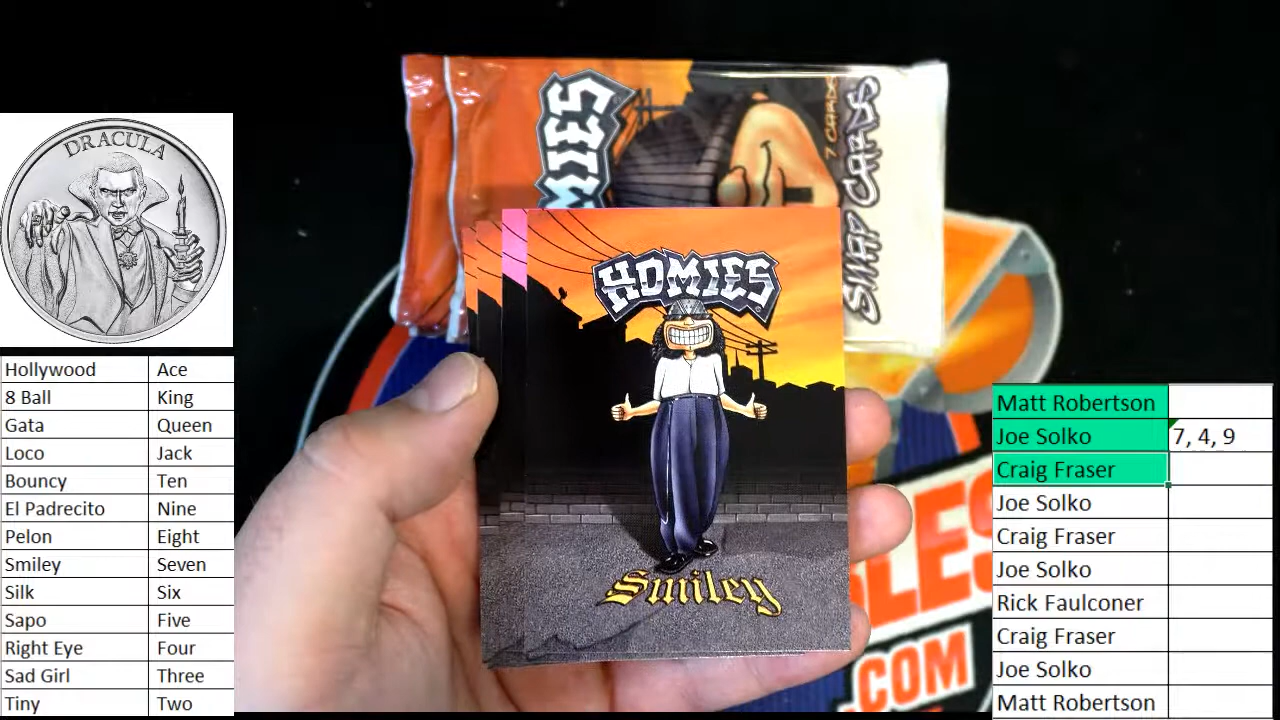 DRACULA
Hollywood Ace
8 Ball King
Gata Queen
Loco Jack
Bouncy Ten
El Padrecito Nine
Pelon Eight
Smiley Seven
Silk Six
Sapo Five
Right Eye Four
Sad Girl Three
Tiny Two
MIES
7 CARDS
SWAP CARDS
HOMIES
Smiley
LES
.COM
Matt Robertson
Joe Solko 7, 4, 9
Craig Fraser
Joe Solko
Craig Fraser
Joe Solko
Rick Faulconer
Craig Fraser
Joe Solko
Matt Robertson